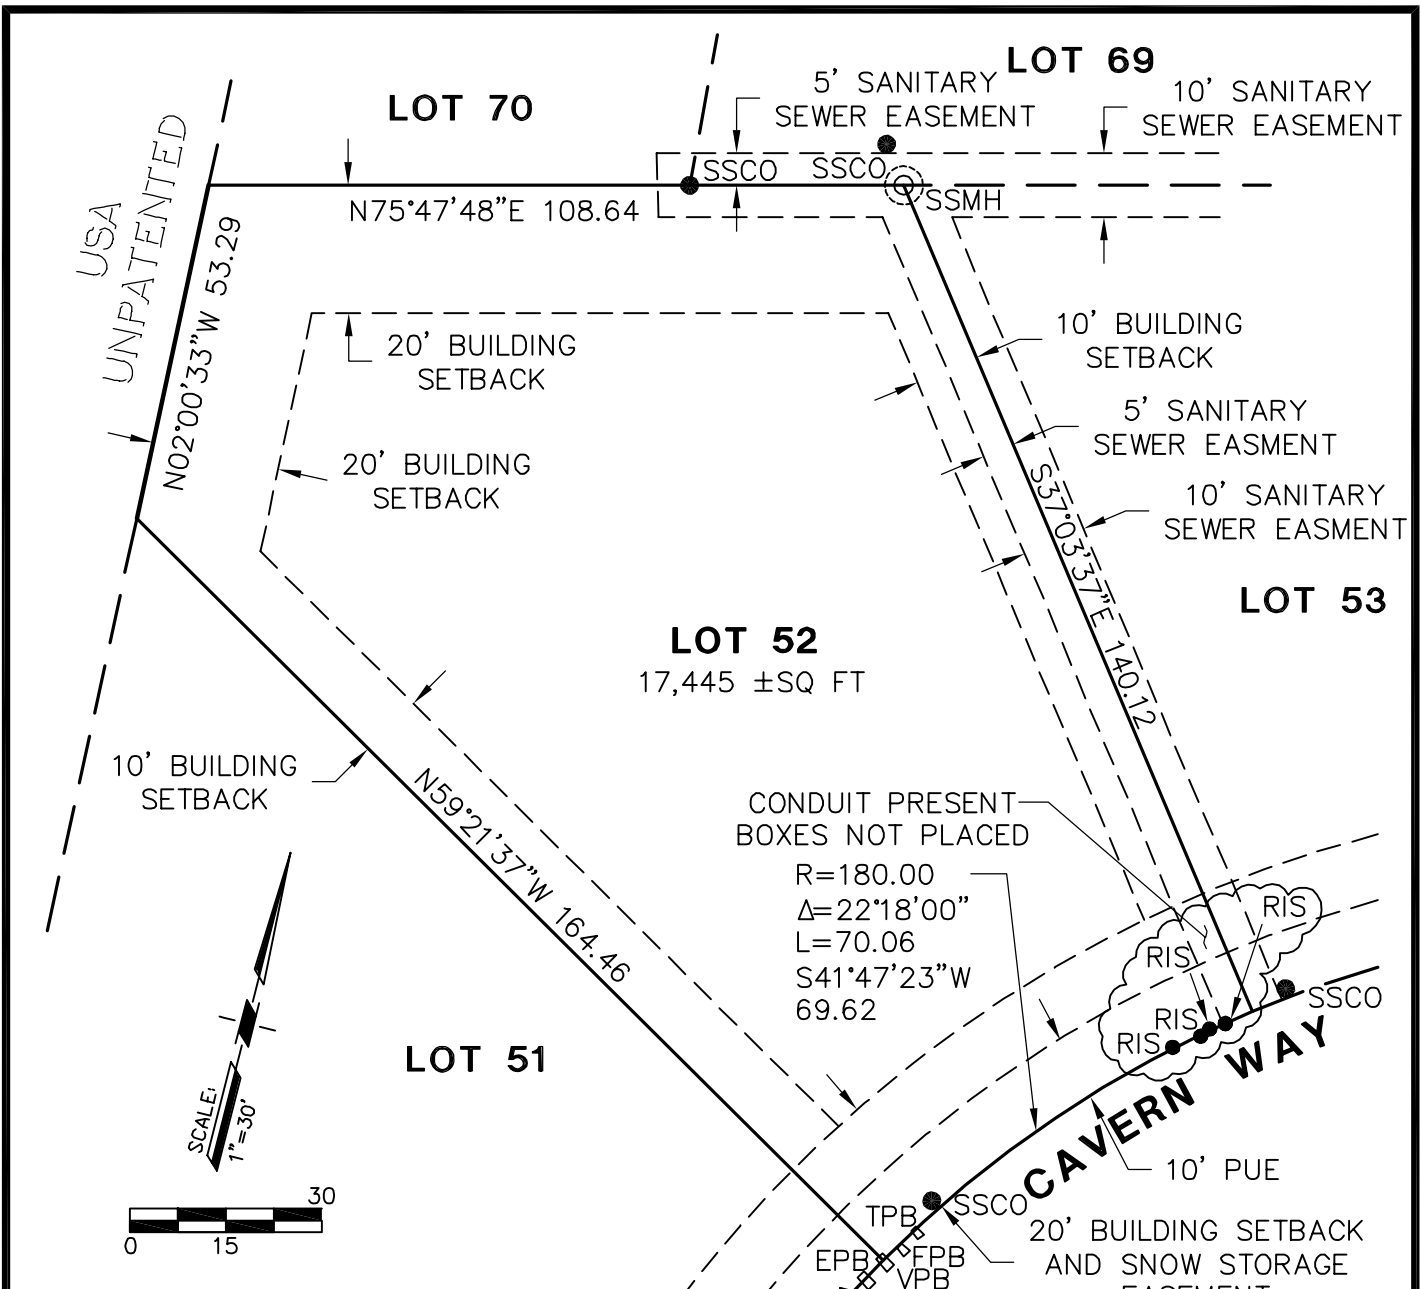 LOT 69
LOT 70
5' SANITARY
SEWER EASEMENT
10' SANITARY
SEWER EASEMENT
USA
UNPATENTED
SSCO
SSCO
SSMH
N75°47'48"E 108.64
N02°00'33"W 53.29
20' BUILDING
SETBACK
10' BUILDING
SETBACK
20' BUILDING
SETBACK
5' SANITARY
SEWER EASMENT
10' SANITARY
SEWER EASMENT
S37°03'37"E 140.12
LOT 53
LOT 52
17,445 ±SQ FT
10' BUILDING
SETBACK
N59°21'37"W 164.46
CONDUIT PRESENT
BOXES NOT PLACED
R=180.00
Δ=22°18'00"
L=70.06
S41°47'23"W
69.62
RIS
RIS
RIS
RIS
SSCO
LOT 51
CAVERN WAY
SCALE:
1"=30'
10' PUE
30
0
15
TPB
SSCO
EPB
FPB
VPB
20' BUILDING SETBACK
AND SNOW STORAGE
EASEMENT